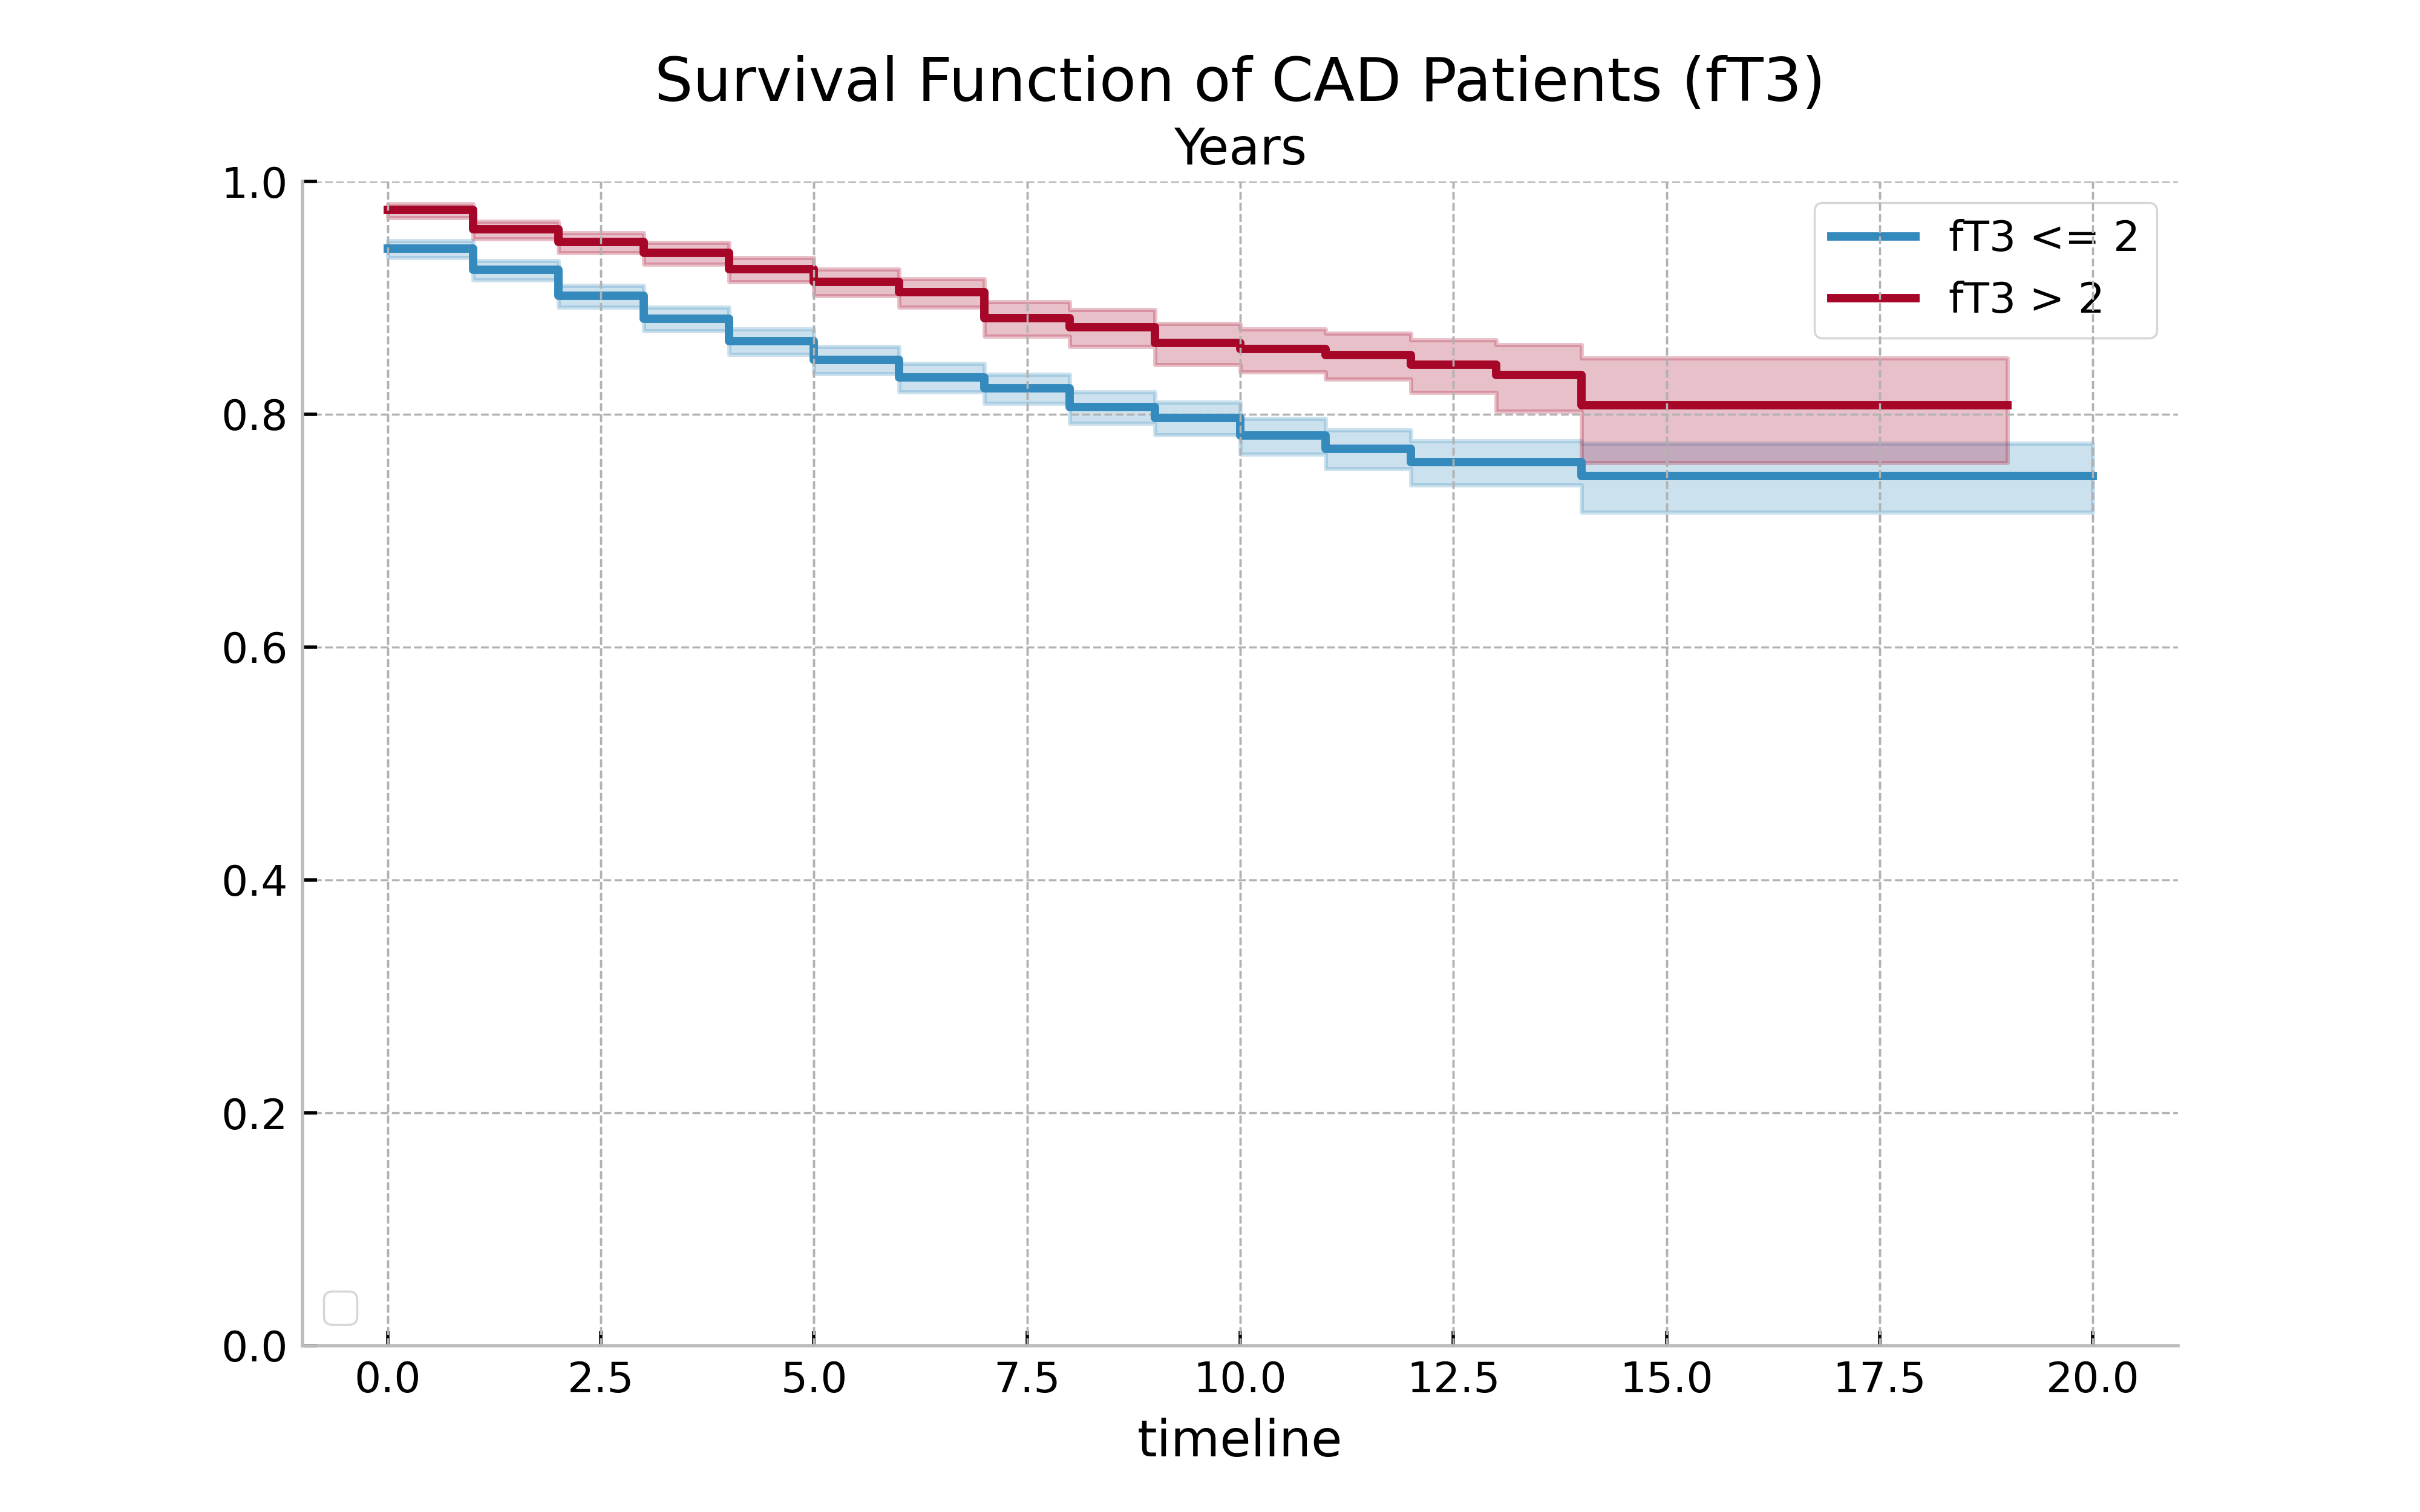 Survival Function of CAD Patients (fT3)
Years
1.0
0.8
0.6
0.4
0.2
0.0
fT3 <= 2
fT3 > 2
0.0 2.5 5.0 7.5 10.0 12.5 15.0 17.5 20.0
timeline